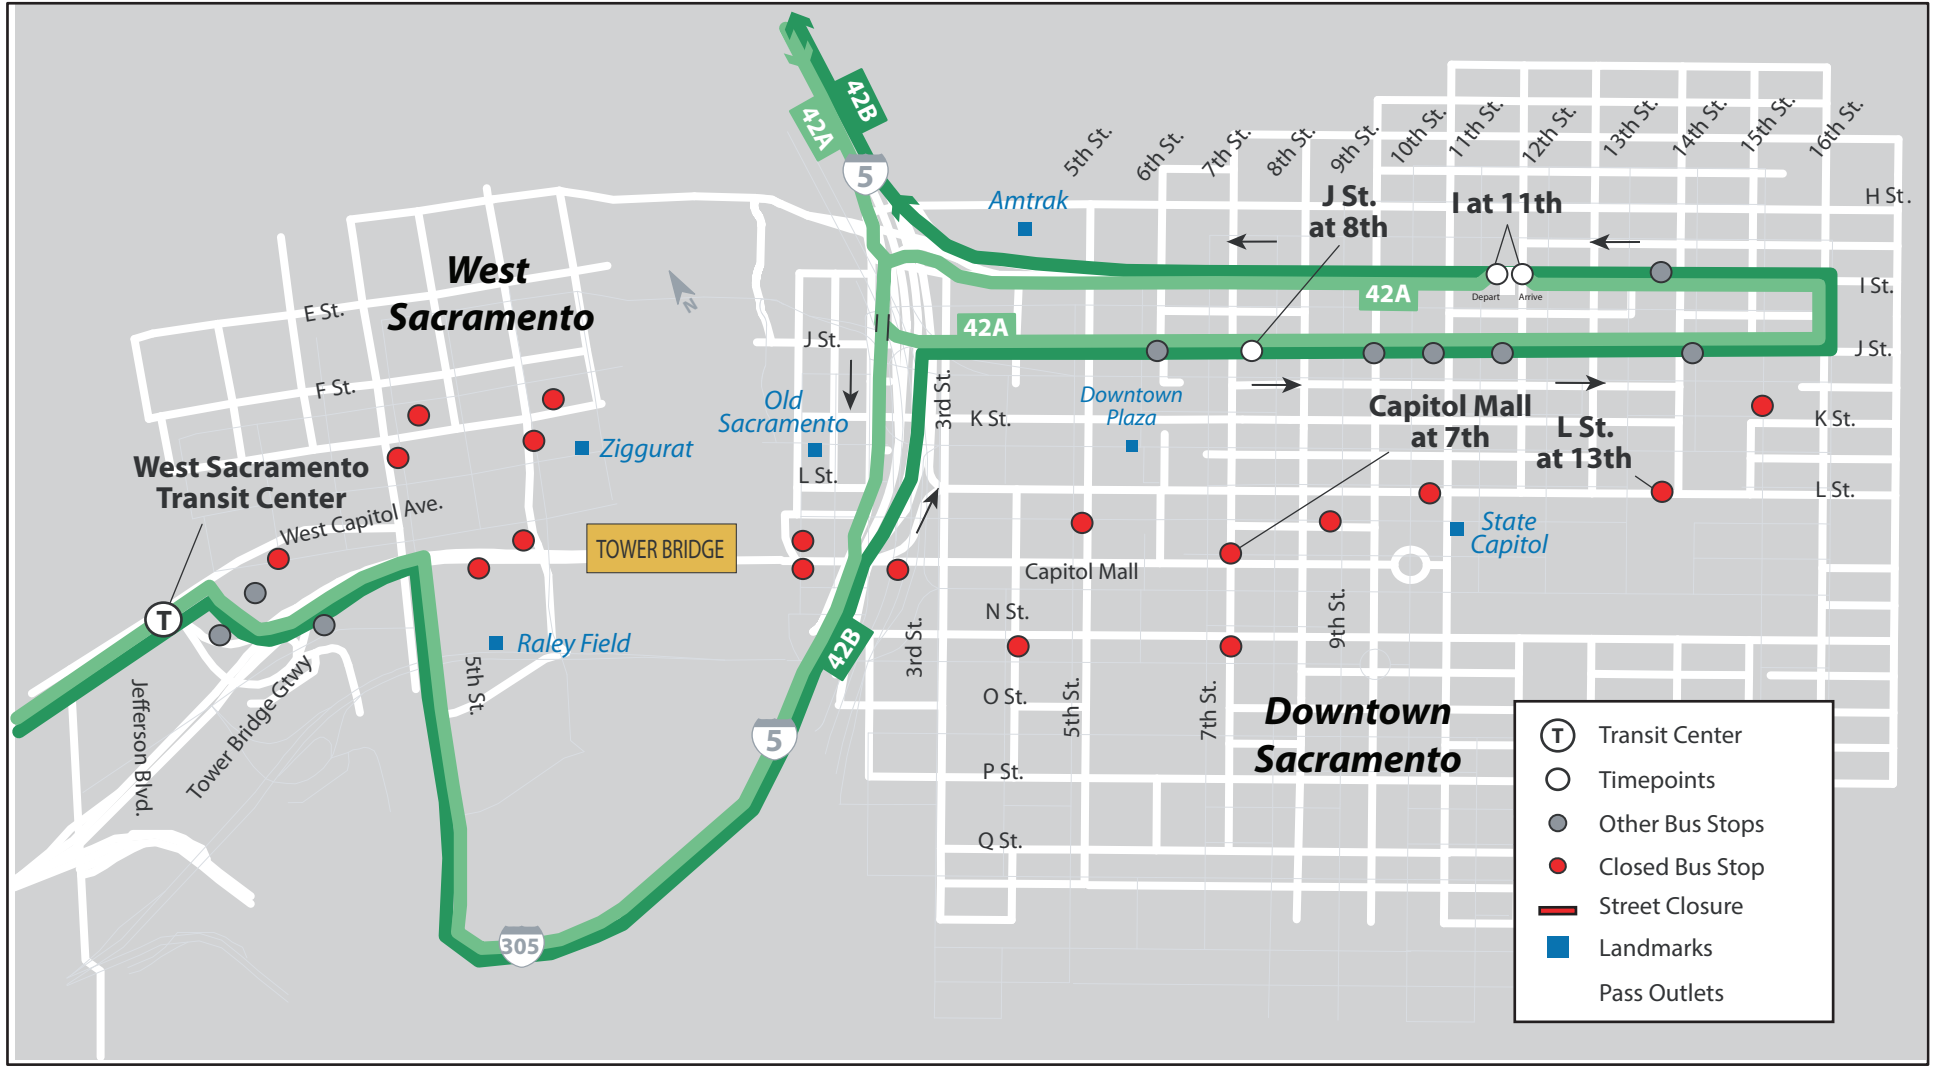 42B
42A
5
5th St.
6th St.
7th St.
8th St.
9th St.
10th St.
11th St.
12th St.
13th St.
14th St.
15th St.
16th St.
Amtrak
J St.
at 8th
I at 11th
H St.
West
Sacramento
N
E St.
F St.
J St.
42A
42A
Depart
Arrive
I St.
J St.
Old
Sacramento
L St.
3rd St.
K St.
Downtown
Plaza
Capitol Mall
at 7th
L St.
at 13th
K St.
L St.
Ziggurat
West Sacramento
Transit Center
West Capitol Ave.
TOWER BRIDGE
State
Capitol
Capitol Mall
T
Raley Field
42B
N St.
9th St.
3rd St.
Jefferson Blvd.
Tower Bridge Gtwy
5th St.
O St.
5th St.
7th St.
Downtown
Sacramento
5
P St.
Q St.
305
T
Transit Center
Timepoints
Other Bus Stops
Closed Bus Stop
Street Closure
Landmarks
Pass Outlets